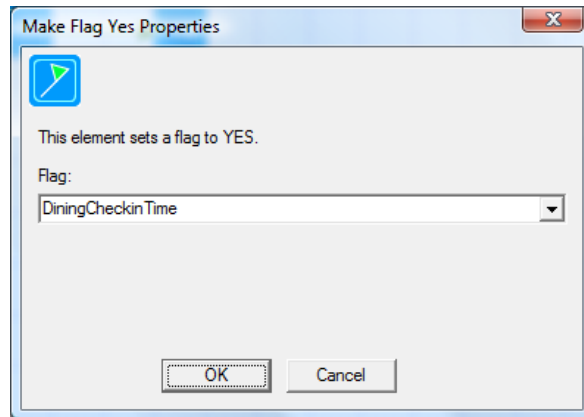 Make Flag Yes Properties
This element sets a flag to YES.
Flag:
DiningCheckinTime
OK Cancel